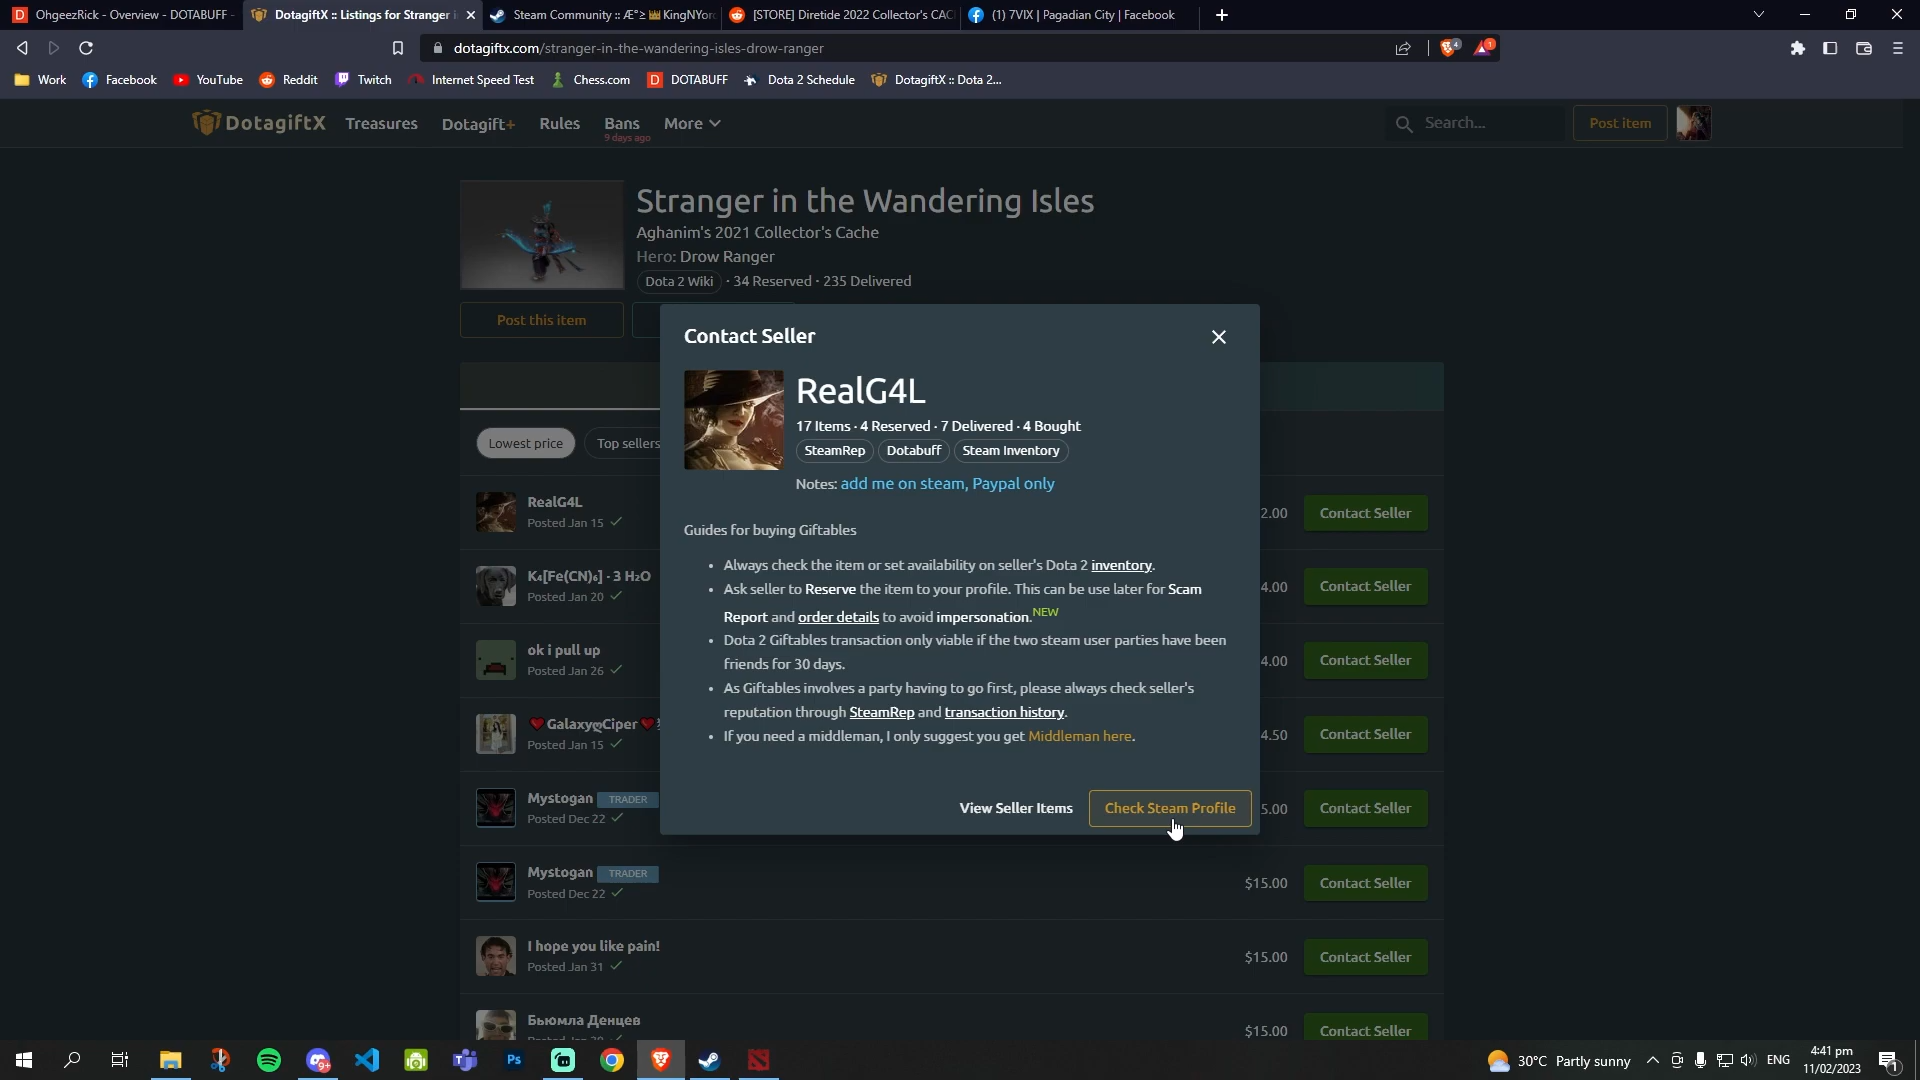 OhgeezRick - Overview - DOTABUFF -
DotagiftX :: Listings for Stranger i
Steam Community :: Æ°≥ 👑 KingNYor
[STORE] Diretide 2022 Collector's CAC
(1) 7VIX | Pagadian City | Facebook
dotagiftx.com/stranger-in-the-wandering-isles-drow-ranger
4
1
Work
Facebook
YouTube
Reddit
Twitch
Internet Speed Test
Chess.com
DOTABUFF
Dota 2 Schedule
DotagiftX :: Dota 2...
DotagiftX
Treasures
Dotagift+
Rules
Bans
9 days ago
More
Search...
Post item
Stranger in the Wandering Isles
Aghanim's 2021 Collector's Cache
Hero: Drow Ranger
Dota 2 Wiki · 34 Reserved · 235 Delivered
Post this item
Contact Seller
RealG4L
17 Items · 4 Reserved · 7 Delivered · 4 Bought
SteamRep
Dotabuff
Steam Inventory
Notes: add me on steam, Paypal only
Guides for buying Giftables
• Always check the item or set availability on seller's Dota 2 inventory.
• Ask seller to Reserve the item to your profile. This can be use later for Scam
Report and order details to avoid impersonation. NEW
• Dota 2 Giftables transaction only viable if the two steam user parties have been
friends for 30 days.
• As Giftables involves a party having to go first, please always check seller's
reputation through SteamRep and transaction history.
• If you need a middleman, I only suggest you get Middleman here.
View Seller Items
Check Steam Profile
Lowest price
Top sellers
RealG4L
Posted Jan 15
2.00
Contact Seller
K₄[Fe(CN)₆] · 3 H₂O
Posted Jan 20
4.00
Contact Seller
ok i pull up
Posted Jan 26
4.00
Contact Seller
❤GalaxyღCiper❤
Posted Jan 15
4.50
Contact Seller
Mystogan TRADER
Posted Dec 22
5.00
Contact Seller
Mystogan TRADER
Posted Dec 22
$15.00
Contact Seller
I hope you like pain!
Posted Jan 31
$15.00
Contact Seller
Бьюмла Денцев
$15.00
Contact Seller
9+
Ps
30°C Partly sunny
ENG
4:41 pm
11/02/2023
1